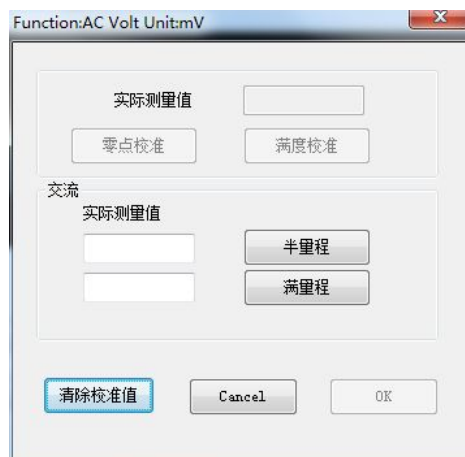 Function:AC Volt Unit:mV
实际测量值
零点校准 满度校准
交流
实际测量值
半量程
满量程
清除校准值 Cancel OK